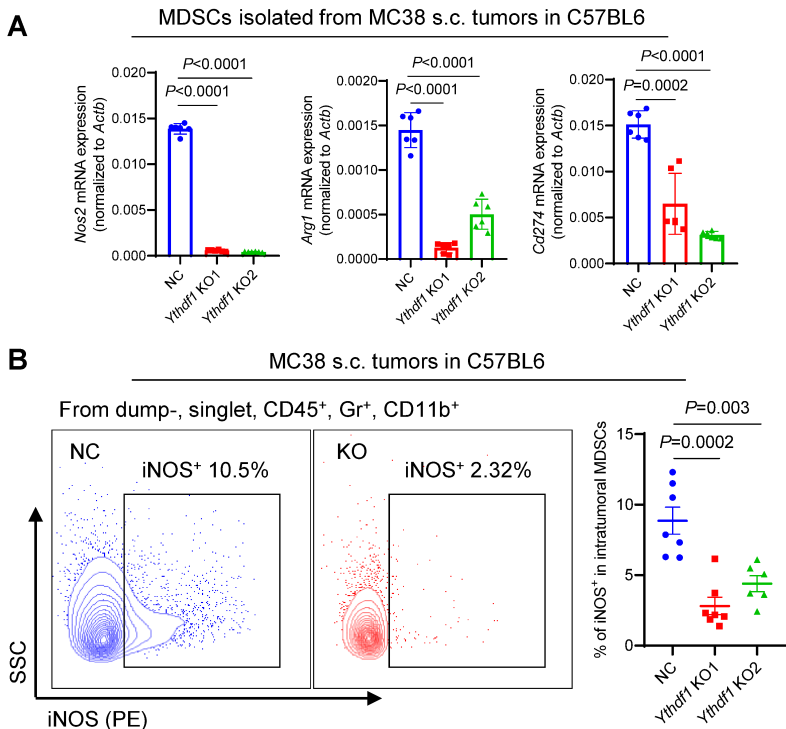 A
MDSCs isolated from MC38 s.c. tumors in C57BL6
Nos2 mRNA expression
(normalized to Actb)
0.020
0.015
0.010
0.005
0.000
P<0.0001
P<0.0001
NC
Ythdf1 KO1
Ythdf1 KO2
Arg1 mRNA expression
(normalized to Actb)
0.0020
0.0015
0.0010
0.0005
0.0000
P<0.0001
P<0.0001
NC
Ythdf1 KO1
Ythdf1 KO2
Cd274 mRNA expression
(normalized to Actb)
0.020
0.015
0.010
0.005
0.000
P<0.0001
P=0.0002
NC
Ythdf1 KO1
Ythdf1 KO2
B
MC38 s.c. tumors in C57BL6
From dump-, singlet, CD45⁺, Gr⁺, CD11b⁺
NC
iNOS⁺ 10.5%
KO
iNOS⁺ 2.32%
SSC
iNOS (PE)
% of iNOS⁺ in intratumoral MDSCs
15
10
5
0
P=0.003
P=0.0002
NC
Ythdf1 KO1
Ythdf1 KO2